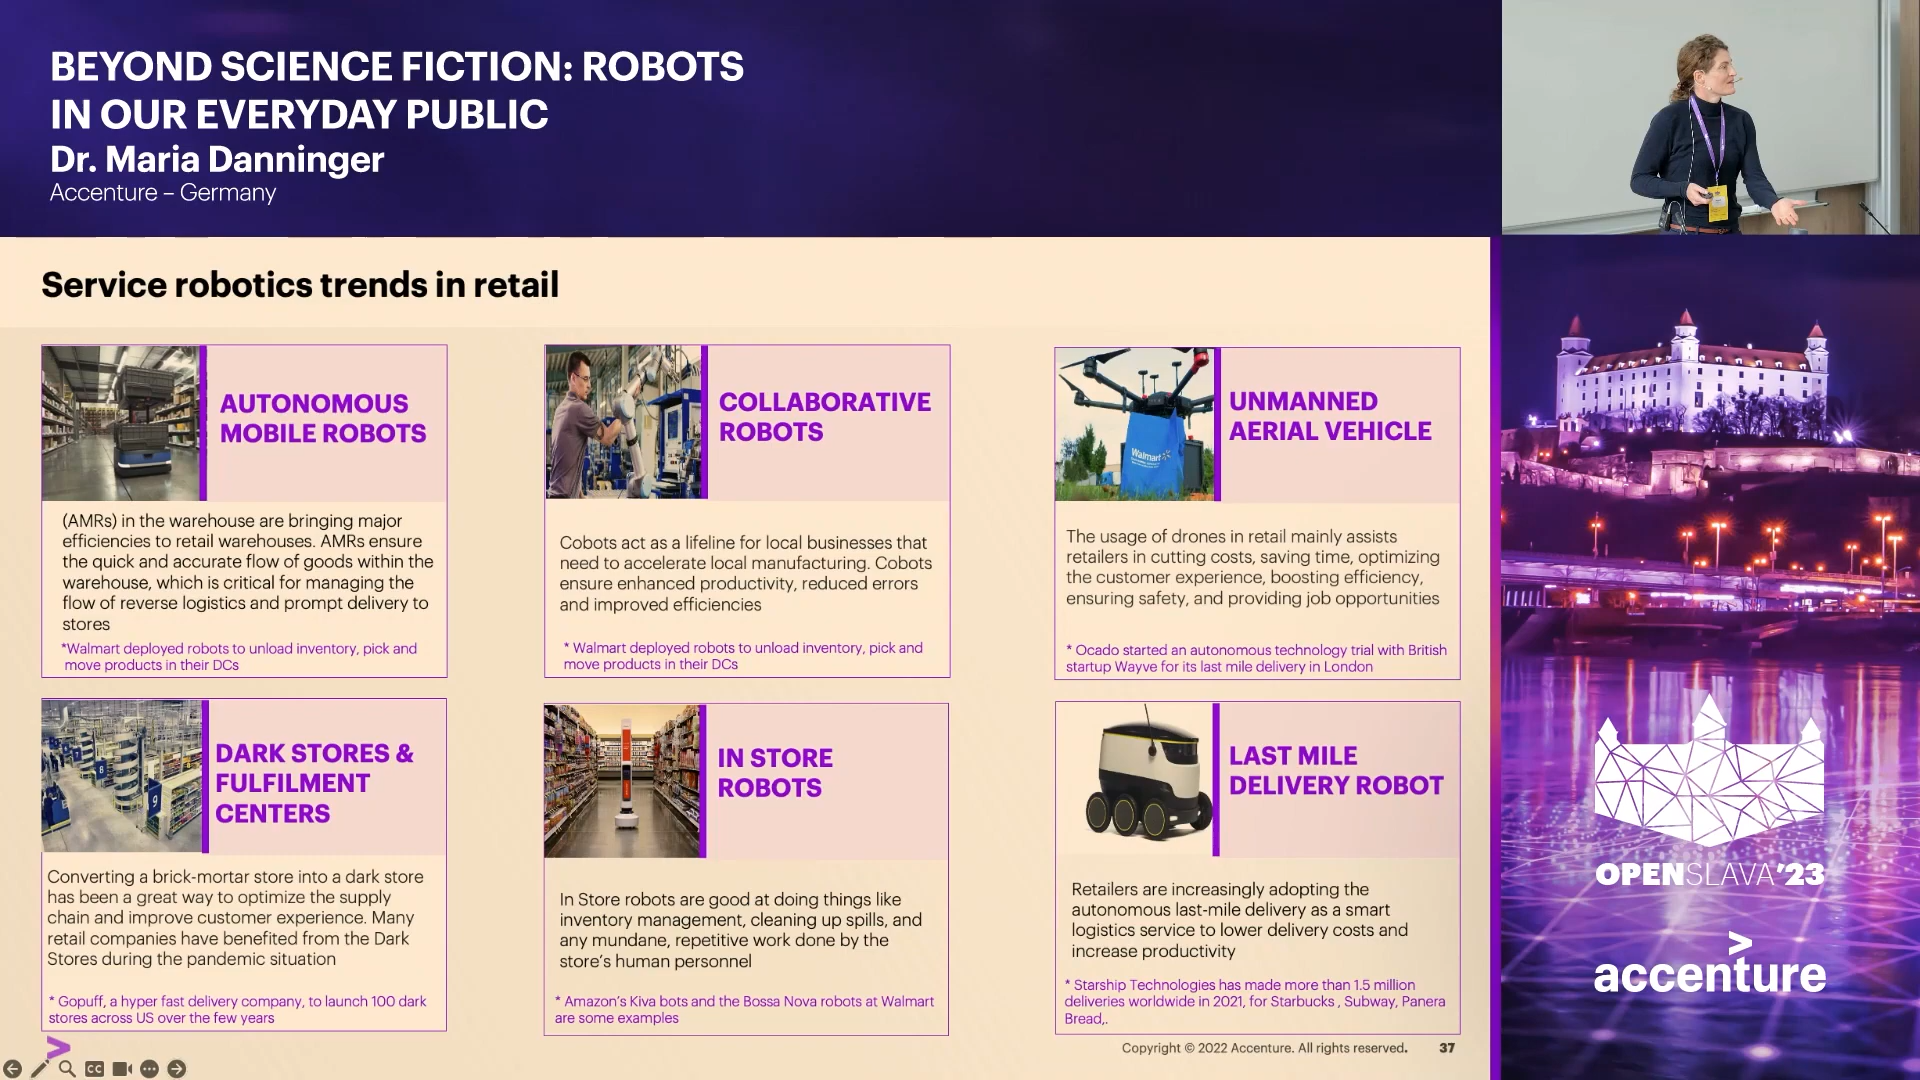 BEYOND SCIENCE FICTION: ROBOTS
IN OUR EVERYDAY PUBLIC
Dr. Maria Danninger
Accenture – Germany
Service robotics trends in retail
AUTONOMOUS
MOBILE ROBOTS
(AMRs) in the warehouse are bringing major
efficiencies to retail warehouses. AMRs ensure
the quick and accurate flow of goods within the
warehouse, which is critical for managing the
flow of reverse logistics and prompt delivery to
stores
*Walmart deployed robots to unload inventory, pick and
move products in their DCs
COLLABORATIVE
ROBOTS
Cobots act as a lifeline for local businesses that
need to accelerate local manufacturing. Cobots
ensure enhanced productivity, reduced errors
and improved efficiencies
* Walmart deployed robots to unload inventory, pick and
move products in their DCs
Walmart
UNMANNED
AERIAL VEHICLE
The usage of drones in retail mainly assists
retailers in cutting costs, saving time, optimizing
the customer experience, boosting efficiency,
ensuring safety, and providing job opportunities
* Ocado started an autonomous technology trial with British
startup Wayve for its last mile delivery in London
8
9
DARK STORES &
FULFILMENT
CENTERS
Converting a brick-mortar store into a dark store
has been a great way to optimize the supply
chain and improve customer experience. Many
retail companies have benefited from the Dark
Stores during the pandemic situation
* Gopuff, a hyper fast delivery company, to launch 100 dark
stores across US over the few years
IN STORE
ROBOTS
In Store robots are good at doing things like
inventory management, cleaning up spills, and
any mundane, repetitive work done by the
store's human personnel
* Amazon's Kiva bots and the Bossa Nova robots at Walmart
are some examples
LAST MILE
DELIVERY ROBOT
Retailers are increasingly adopting the
autonomous last-mile delivery as a smart
logistics service to lower delivery costs and
increase productivity
* Starship Technologies has made more than 1.5 million
deliveries worldwide in 2021, for Starbucks , Subway, Panera
Bread,.
Copyright © 2022 Accenture. All rights reserved. 37
CC
OPENSLAVA'23
accenture